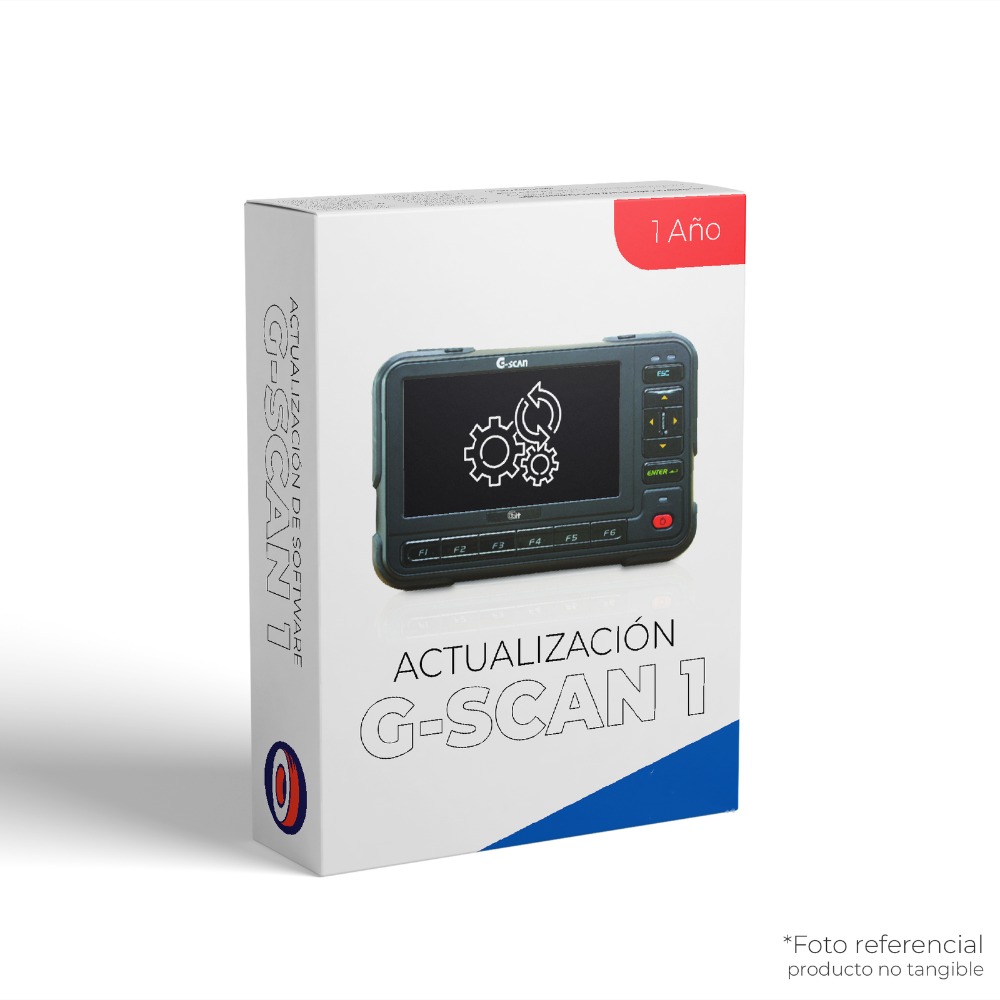 1 Año
G-scan
ESC
ENTER
GIT
F1 F2 F3 F4 F5 F6
ACTUALIZACIÓN
G-SCAN 1
ACTUALIZACIÓN DE SOFTWARE
G-SCAN 1
*Foto referencial
producto no tangible